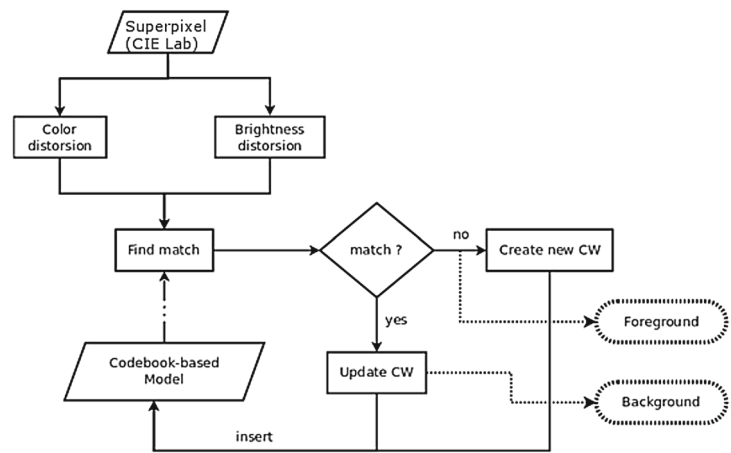 Superpixel
(CIE Lab)
Color
distorsion
Brightness
distorsion
Find match
match ?
no
Create new CW
Foreground
yes
Codebook-based
Model
Update CW
Background
insert